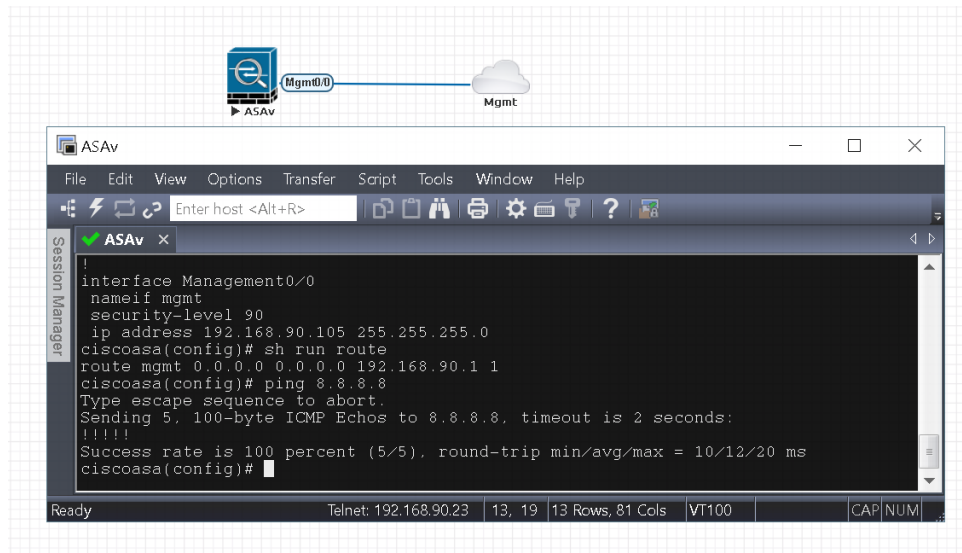 Mgmt0/0
ASAv
Mgmt
ASAv
File Edit View Options Transfer Script Tools Window Help
Enter host <Alt+R>
Session Manager
ASAv
!
interface Management0/0
nameif mgmt
security-level 90
ip address 192.168.90.105 255.255.255.0
ciscoasa(config)# sh run route
route mgmt 0.0.0.0 0.0.0.0 192.168.90.1 1
ciscoasa(config)# ping 8.8.8.8
Type escape sequence to abort.
Sending 5, 100-byte ICMP Echos to 8.8.8.8, timeout is 2 seconds:
!!!!!
Success rate is 100 percent (5/5), round-trip min/avg/max = 10/12/20 ms
ciscoasa(config)#
Ready Telnet: 192.168.90.23 13, 19 13 Rows, 81 Cols VT100 CAP NUM